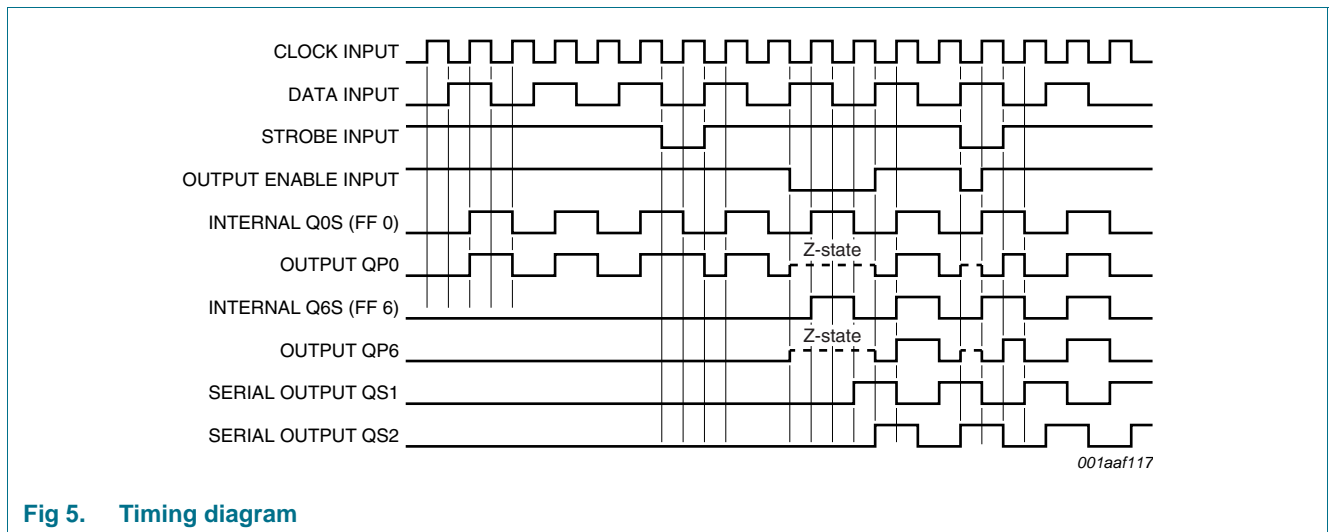 CLOCK INPUT
DATA INPUT
STROBE INPUT
OUTPUT ENABLE INPUT
INTERNAL Q0S (FF 0)
Z-state
OUTPUT QP0
INTERNAL Q6S (FF 6)
Z-state
OUTPUT QP6
SERIAL OUTPUT QS1
SERIAL OUTPUT QS2
001aaf117
Fig 5. Timing diagram